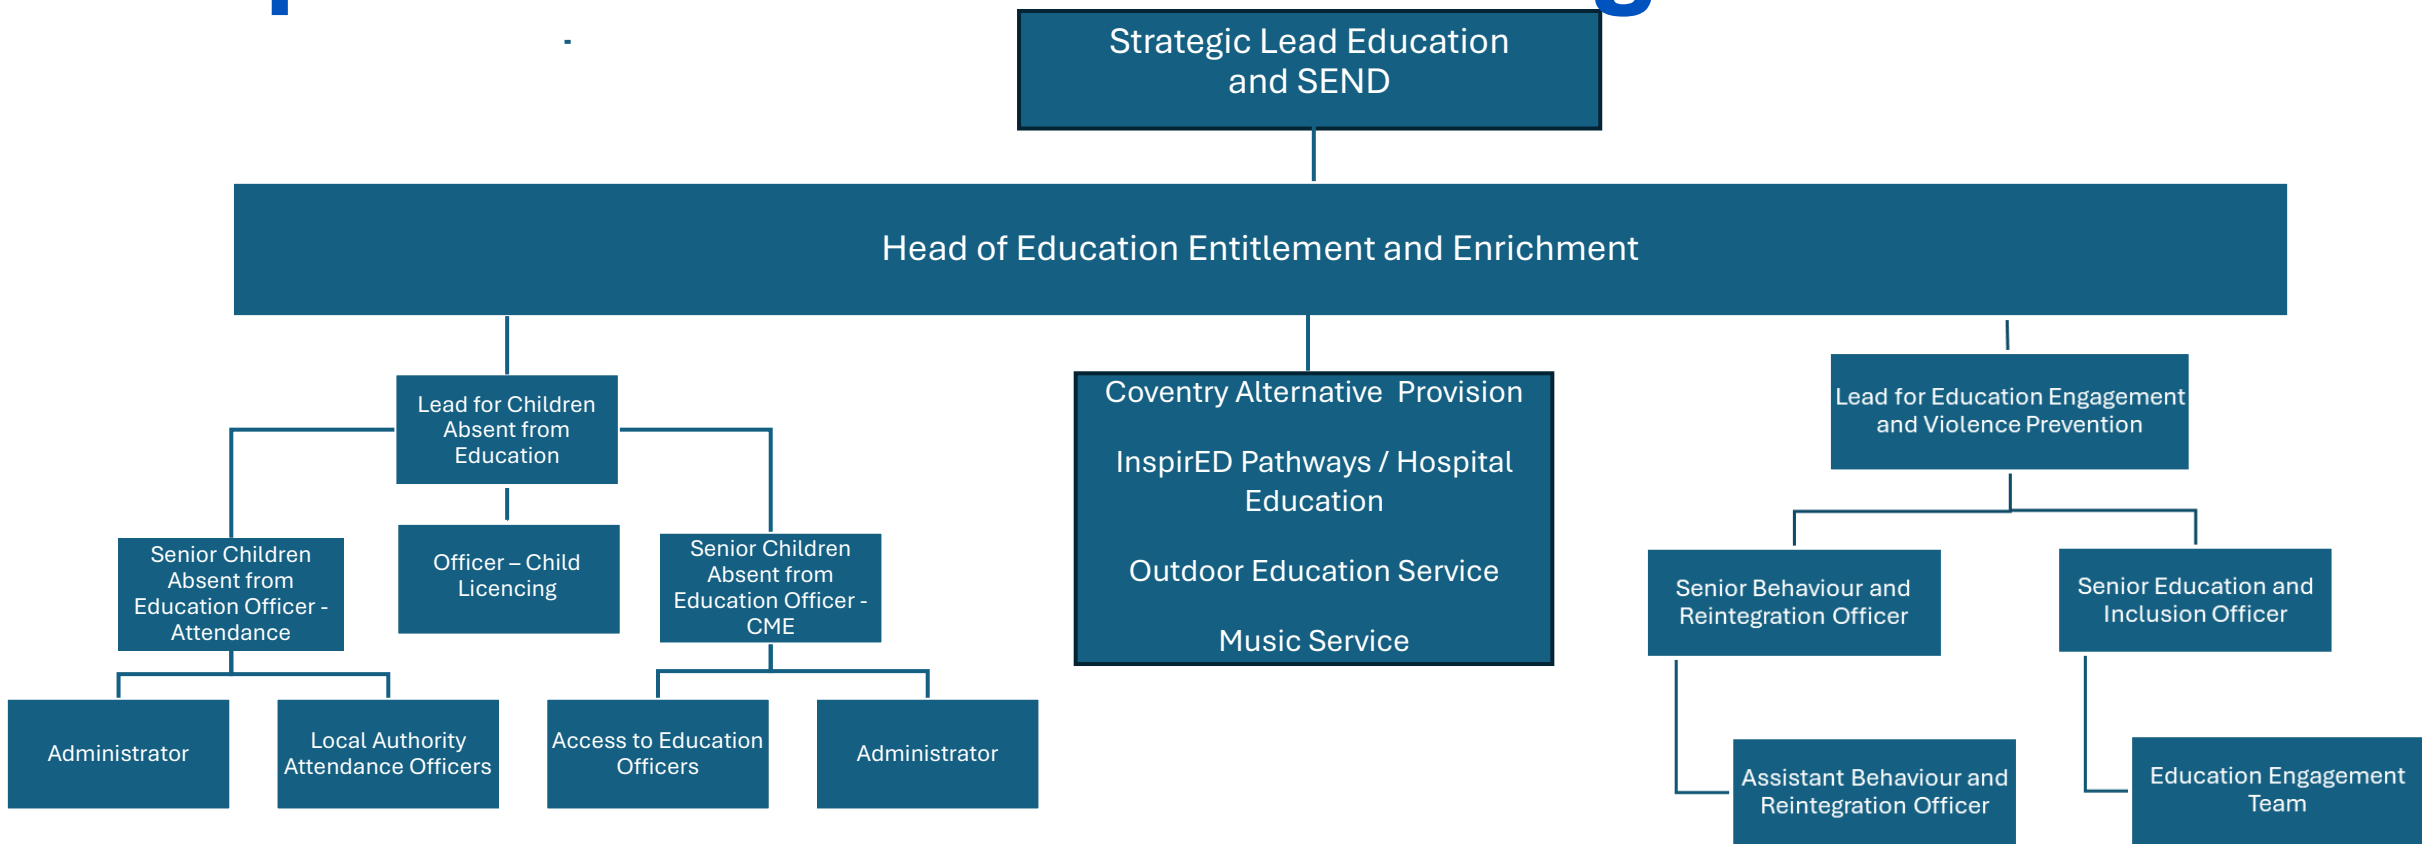 Strategic Lead Education
and SEND
Head of Education Entitlement and Enrichment
Lead for Children
Absent from
Education
Coventry Alternative  Provision
InspirED Pathways / Hospital
Education
Outdoor Education Service
Music Service
Lead for Education Engagement
and Violence Prevention
Senior Children
Absent from
Education Officer -
Attendance
Officer – Child
Licencing
Senior Children
Absent from
Education Officer -
CME
Senior Behaviour and
Reintegration Officer
Senior Education and
Inclusion Officer
Administrator
Local Authority
Attendance Officers
Access to Education
Officers
Administrator
Assistant Behaviour and
Reintegration Officer
Education Engagement
Team